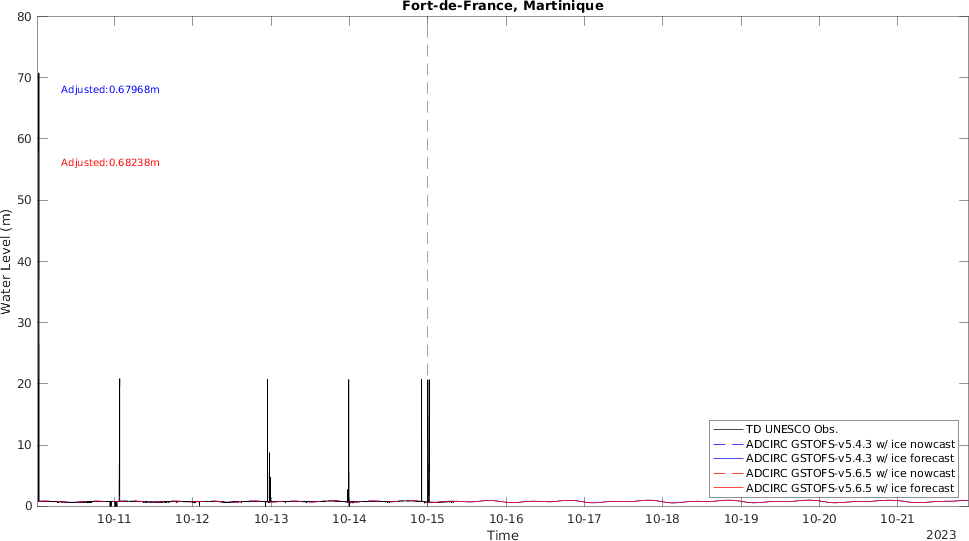 Fort-de-France, Martinique
80
70
60
50
40
30
20
10
0
Water Level (m)
Adjusted:0.67968m
Adjusted:0.68238m
TD UNESCO Obs.
ADCIRC GSTOFS-v5.4.3 w/ ice nowcast
ADCIRC GSTOFS-v5.4.3 w/ ice forecast
ADCIRC GSTOFS-v5.6.5 w/ ice nowcast
ADCIRC GSTOFS-v5.6.5 w/ ice forecast
10-11 10-12 10-13 10-14 10-15 10-16 10-17 10-18 10-19 10-20 10-21
Time
2023